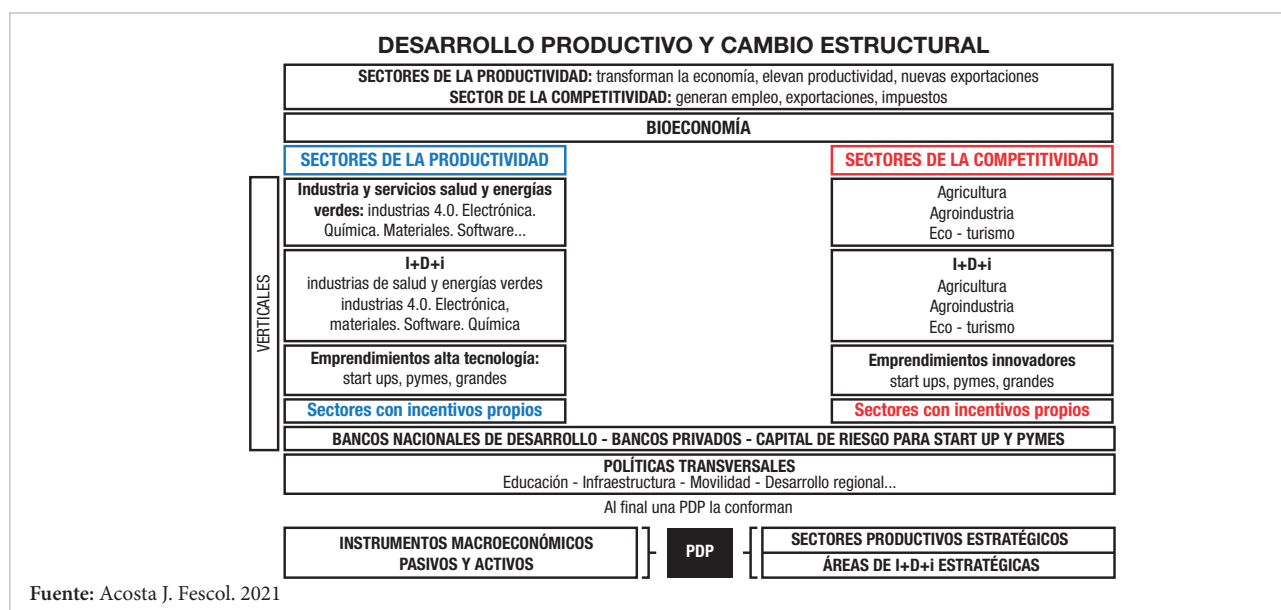 DESARROLLO PRODUCTIVO Y CAMBIO ESTRUCTURAL
SECTORES DE LA PRODUCTIVIDAD: transforman la economía, elevan productividad, nuevas exportaciones
SECTOR DE LA COMPETITIVIDAD: generan empleo, exportaciones, impuestos
BIOECONOMÍA
SECTORES DE LA PRODUCTIVIDAD
SECTORES DE LA COMPETITIVIDAD
VERTICALES
Industria y servicios salud y energías
verdes: industrias 4.0. Electrónica.
Química. Materiales. Software...
Agricultura
Agroindustria
Eco - turismo
I+D+i
industrias de salud y energías verdes
industrias 4.0. Electrónica,
materiales. Software. Química
I+D+i
Agricultura
Agroindustria
Eco - turismo
Emprendimientos alta tecnología:
start ups, pymes, grandes
Emprendimientos innovadores
start ups, pymes, grandes
Sectores con incentivos propios
Sectores con incentivos propios
BANCOS NACIONALES DE DESARROLLO - BANCOS PRIVADOS - CAPITAL DE RIESGO PARA START UP Y PYMES
POLÍTICAS TRANSVERSALES
Educación - Infraestructura - Movilidad - Desarrollo regional...
Al final una PDP la conforman
INSTRUMENTOS MACROECONÓMICOS
PASIVOS Y ACTIVOS
PDP
SECTORES PRODUCTIVOS ESTRATÉGICOS
ÁREAS DE I+D+i ESTRATÉGICAS
Fuente: Acosta J. Fescol. 2021